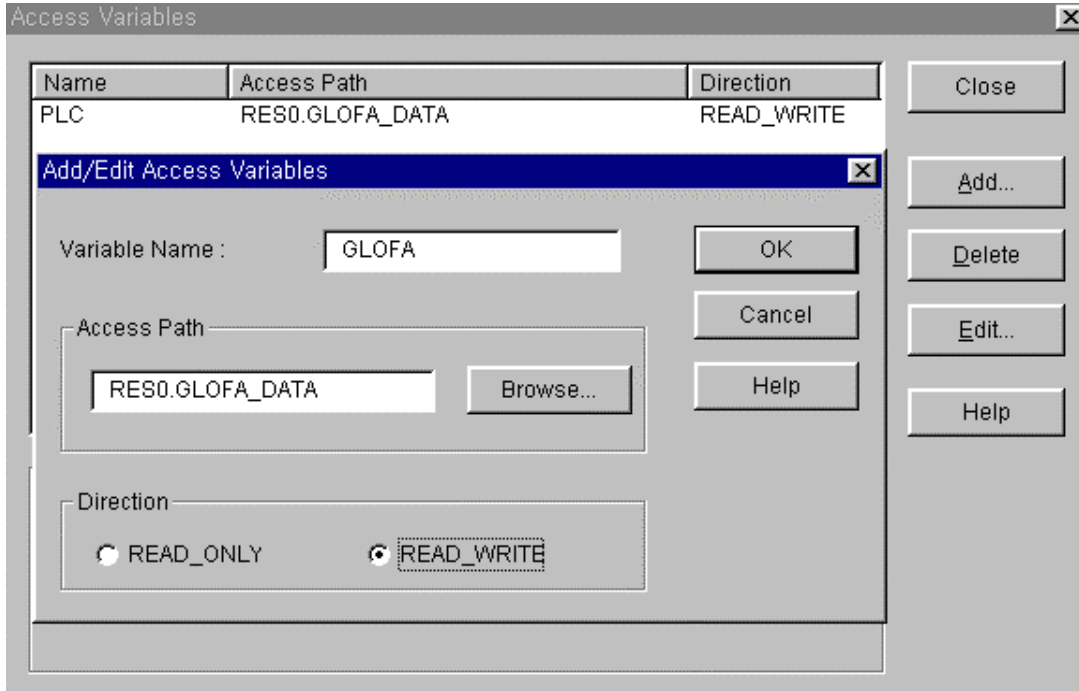 Access Variables
Name Access Path Direction
PLC RES0.GLOFA_DATA READ_WRITE
Close
Add...
Delete
Edit...
Help
Add/Edit Access Variables
Variable Name : GLOFA
OK
Cancel
Help
Access Path
RES0.GLOFA_DATA Browse...
Direction
READ_ONLY READ_WRITE